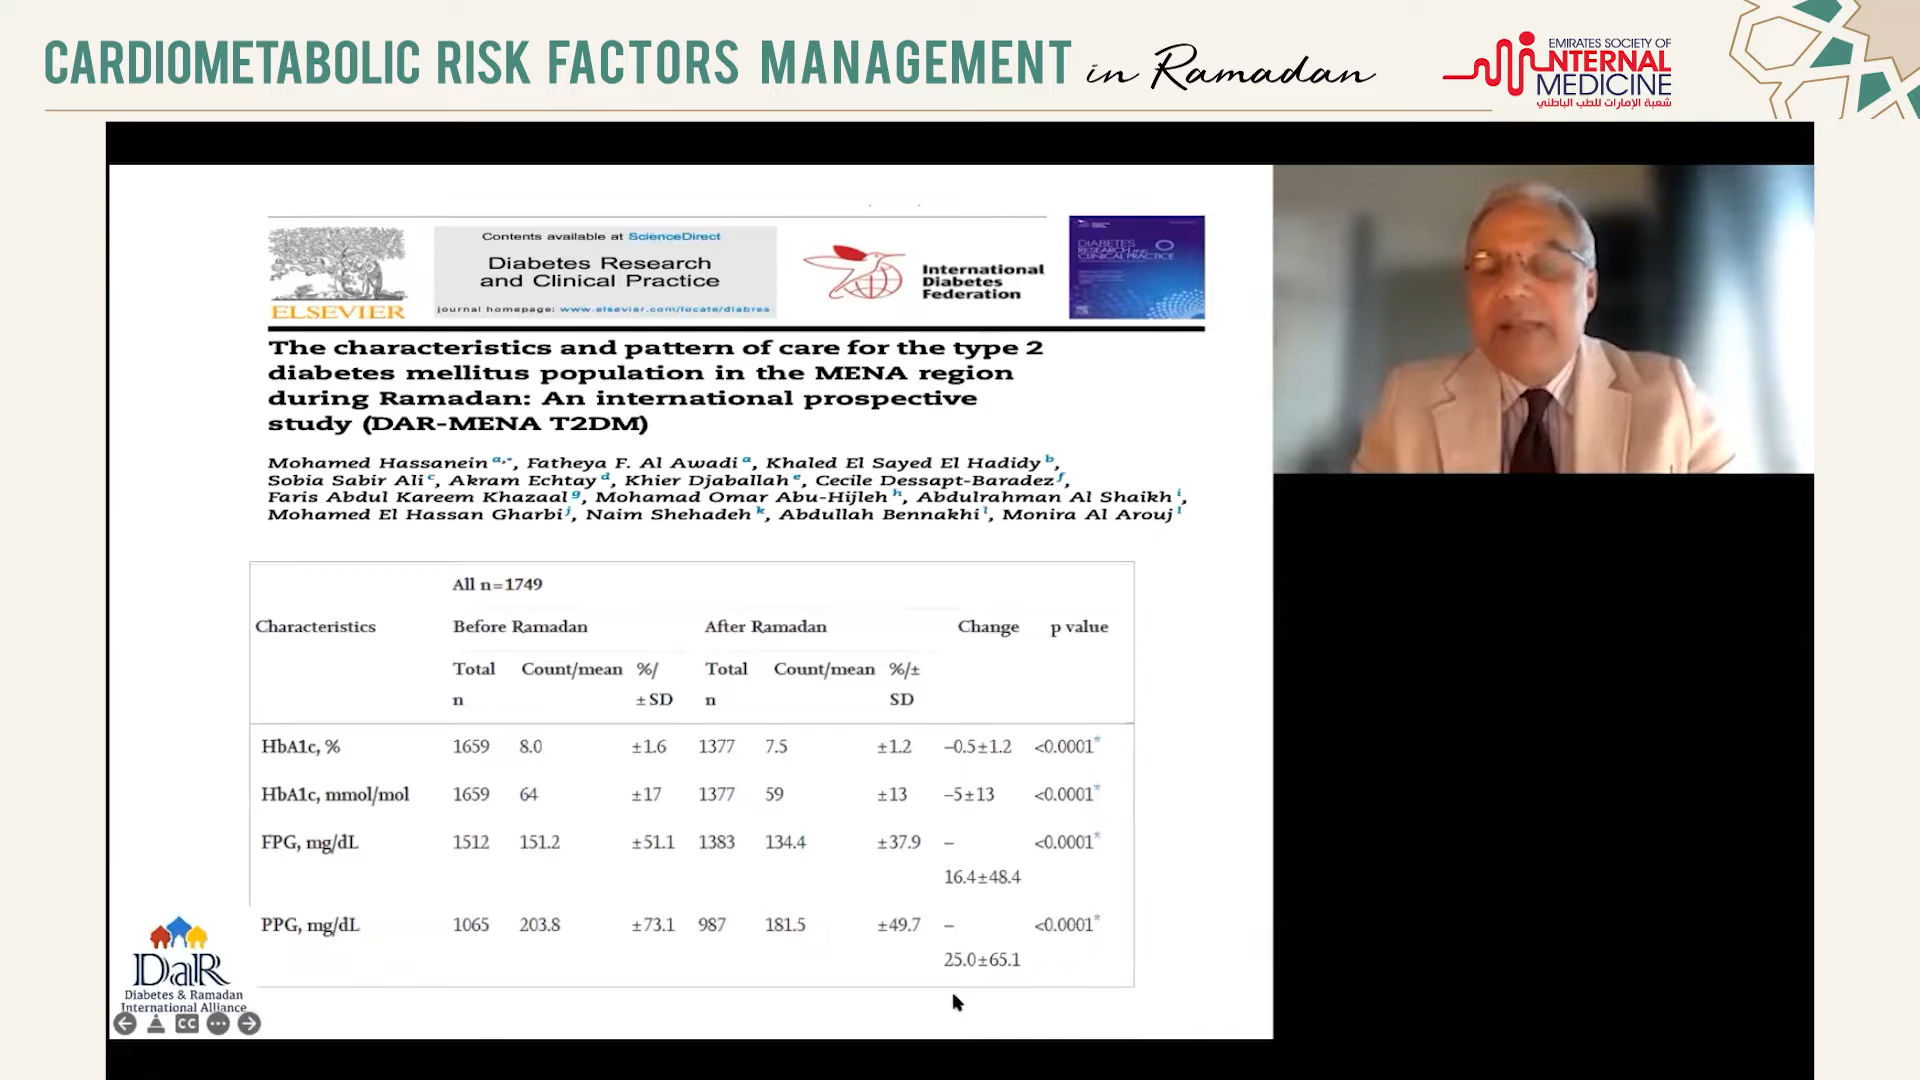 CARDIOMETABOLIC RISK FACTORS MANAGEMENT in Ramadan
EMIRATES SOCIETY OF
INTERNAL
MEDICINE
شعبة الإمارات للطب الباطني
Contents available at ScienceDirect
Diabetes Research
and Clinical Practice
journal homepage: www.elsevier.com/locate/diabres
ELSEVIER
International
Diabetes
Federation
DIABETES
RESEARCH AND
CLINICAL PRACTICE
The characteristics and pattern of care for the type 2
diabetes mellitus population in the MENA region
during Ramadan: An international prospective
study (DAR-MENA T2DM)
Mohamed Hassanein a,*, Fatheya F. Al Awadi a, Khaled El Sayed El Hadidy b,
Sobia Sabir Ali c, Akram Echtay d, Khier Djaballah e, Cecile Dessapt-Baradez f,
Faris Abdul Kareem Khazaal g, Mohamad Omar Abu-Hijleh h, Abdulrahman Al Shaikh i,
Mohamed El Hassan Gharbi j, Naim Shehadeh k, Abdullah Bennakhi l, Monira Al Arouj l
All n=1749
Characteristics Before Ramadan After Ramadan Change p value
Total Count/mean %/ Total Count/mean %/±
n ± SD n SD
HbA1c, % 1659 8.0 ±1.6 1377 7.5 ±1.2 −0.5±1.2 <0.0001*
HbA1c, mmol/mol 1659 64 ±17 1377 59 ±13 −5±13 <0.0001*
FPG, mg/dL 1512 151.2 ±51.1 1383 134.4 ±37.9 − <0.0001*
16.4±48.4
PPG, mg/dL 1065 203.8 ±73.1 987 181.5 ±49.7 − <0.0001*
25.0±65.1
DaR
Diabetes & Ramadan
International Alliance
CC